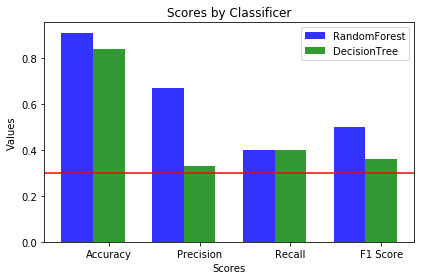 Scores by Classificer
RandomForest
DecisionTree
Values
0.8
0.6
0.4
0.2
0.0
Accuracy Precision Recall F1 Score
Scores